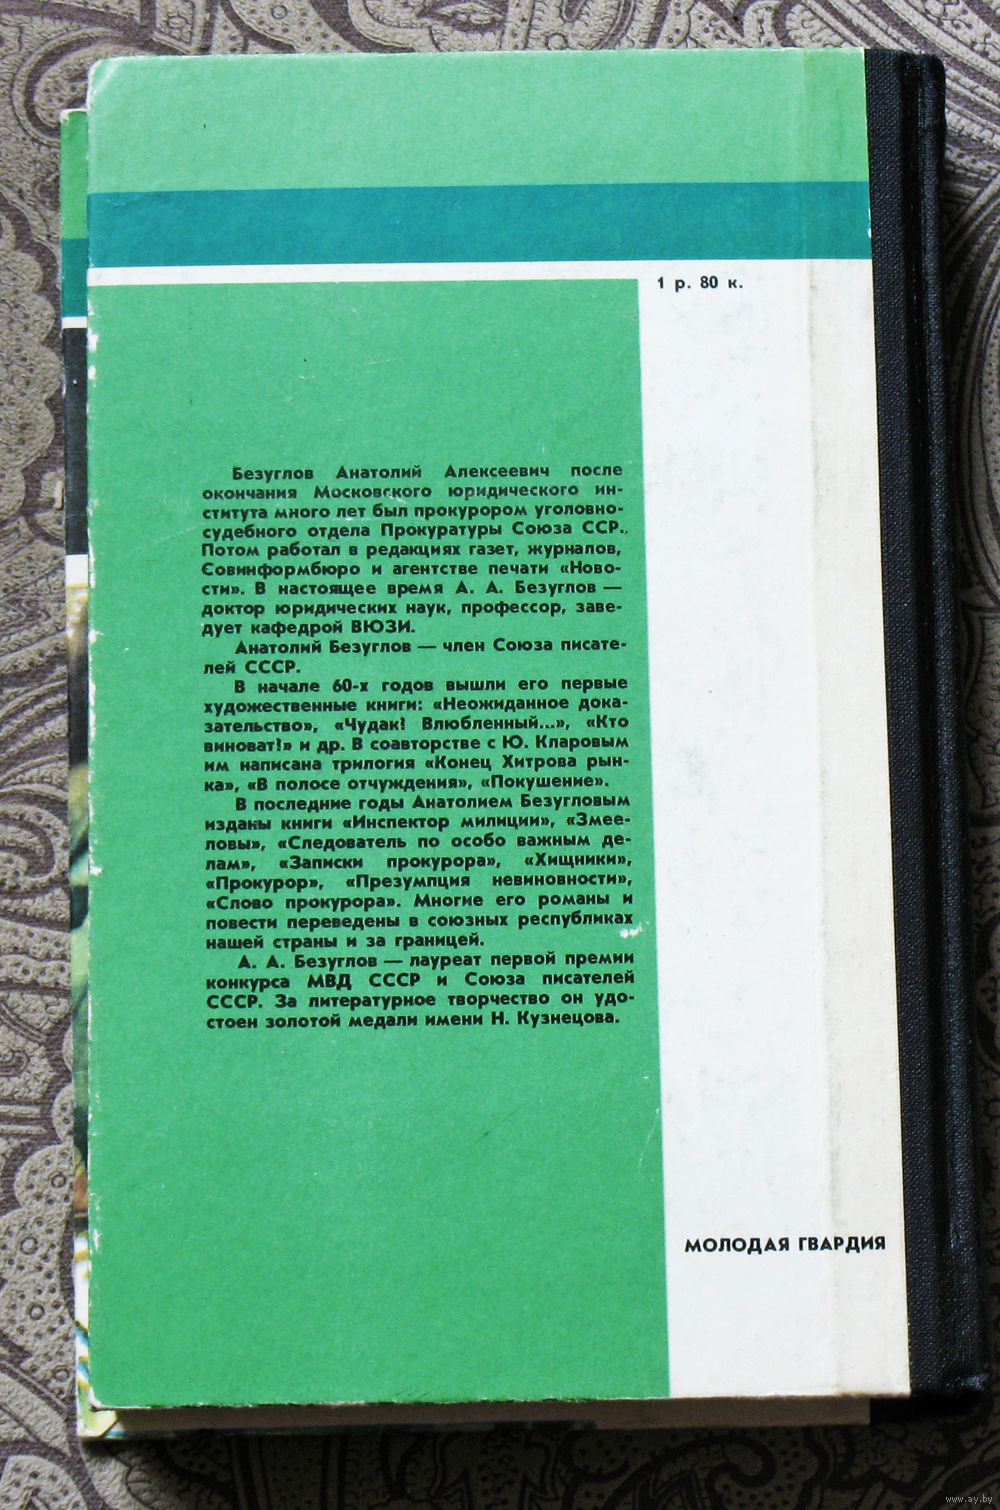 1 р. 80 к.
Безуглов Анатолий Алексеевич после
окончания Московского юридического ин-
ститута много лет был прокурором уголовно-
судебного отдела Прокуратуры Союза ССР.
Потом работал в редакциях газет, журналов,
Совинформбюро и агентстве печати «Ново-
сти». В настоящее время А. А. Безуглов —
доктор юридических наук, профессор, заве-
дует кафедрой ВЮЗИ.
Анатолий Безуглов — член Союза писате-
лей СССР.
В начале 60-х годов вышли его первые
художественные книги: «Неожиданное дока-
зательство», «Чудак! Влюбленный...», «Кто
виноват!» и др. В соавторстве с Ю. Кларовым
им написана трилогия «Конец Хитрова рын-
ка», «В полосе отчуждения», «Покушение».
В последние годы Анатолием Безугловым
изданы книги «Инспектор милиции», «Змее-
ловы», «Следователь по особо важным де-
лам», «Записки прокурора», «Хищники»,
«Прокурор», «Презумпция невиновности»,
«Слово прокурора». Многие его романы и
повести переведены в союзных республиках
нашей страны и за границей.
А. А. Безуглов — лауреат первой премии
конкурса МВД СССР и Союза писателей
СССР. За литературное творчество он удо-
стоен золотой медали имени Н. Кузнецова.
МОЛОДАЯ ГВАРДИЯ
www.ay.by